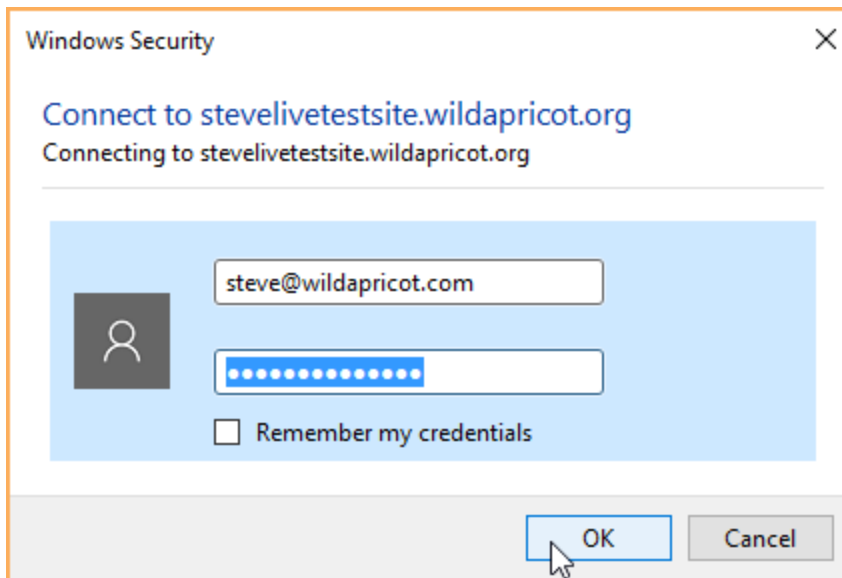 Windows Security
Connect to stevelivetestsite.wildapricot.org
Connecting to stevelivetestsite.wildapricot.org
steve@wildapricot.com
••••••••••••••
Remember my credentials
OK Cancel